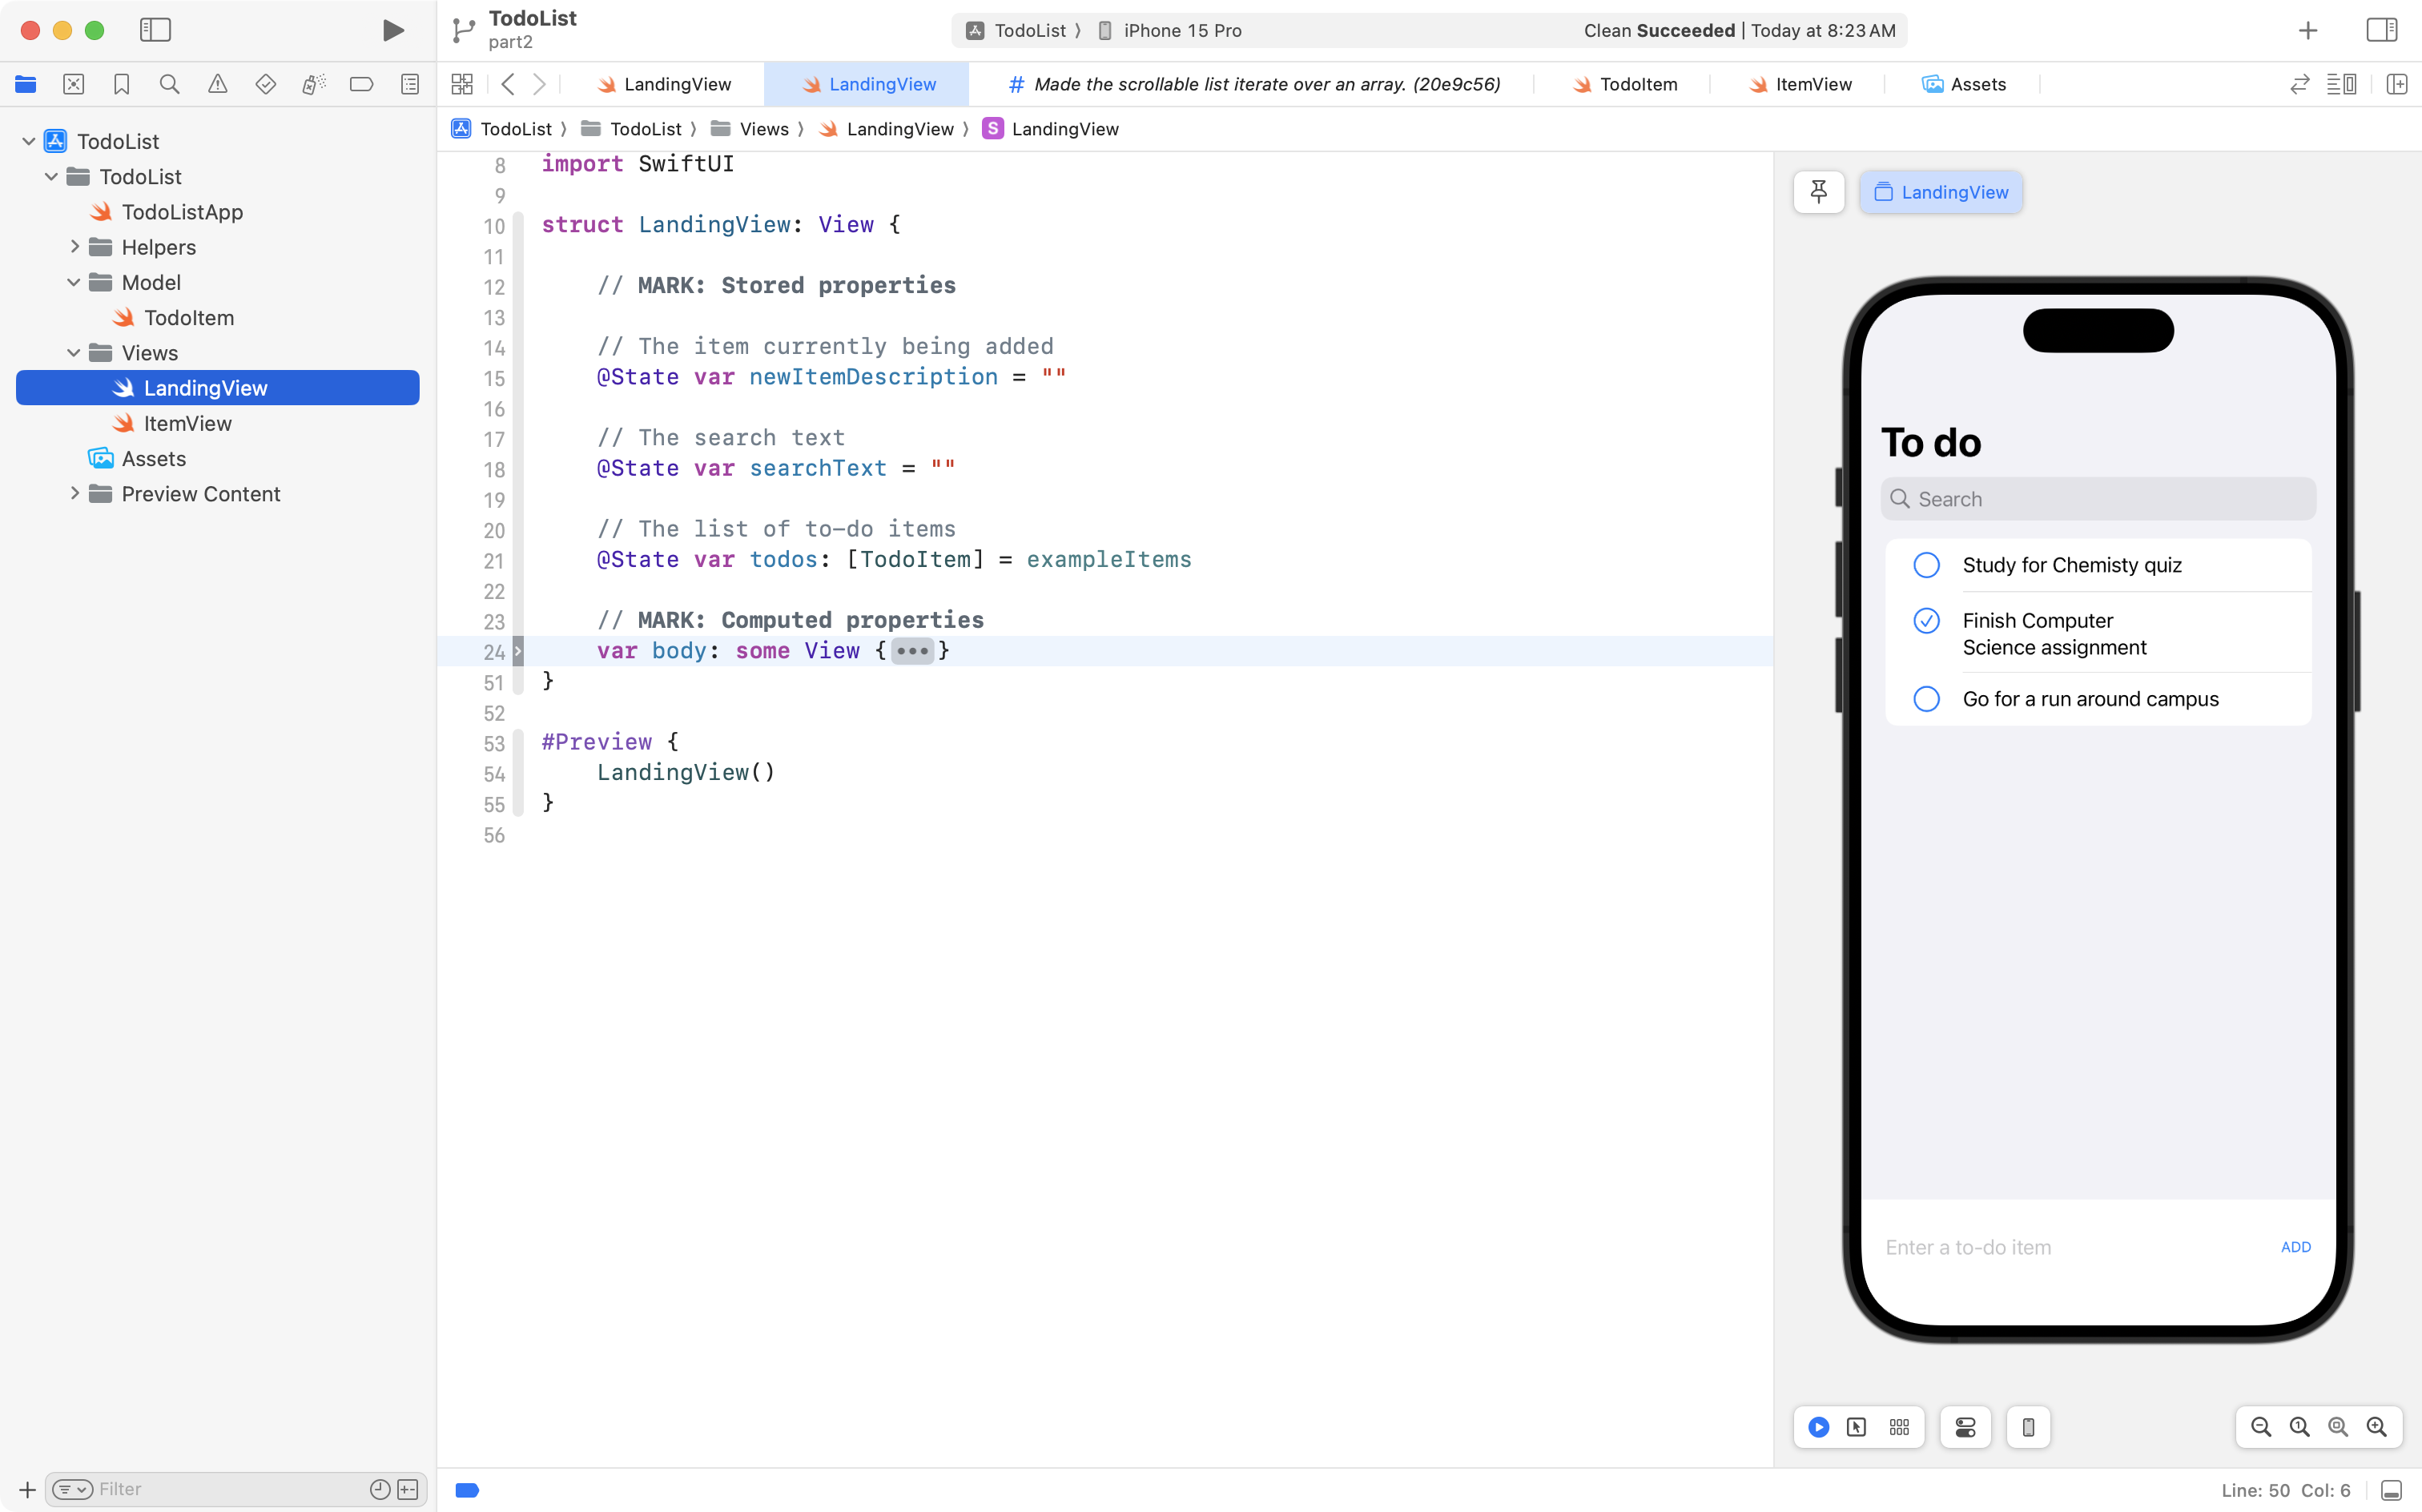 TodoList
part2
TodoList
iPhone 15 Pro
Clean Succeeded | Today at 8:23 AM
LandingView
LandingView
# Made the scrollable list iterate over an array. (20e9c56)
TodoItem
ItemView
Assets
TodoList
TodoList
TodoListApp
Helpers
Model
TodoItem
Views
LandingView
ItemView
Assets
Preview Content
Filter
TodoList ⟩ TodoList ⟩ Views ⟩ LandingView ⟩ S LandingView
8 import SwiftUI
9
10 struct LandingView: View {
11
12     // MARK: Stored properties
13
14     // The item currently being added
15     @State var newItemDescription = ""
16
17     // The search text
18     @State var searchText = ""
19
20     // The list of to-do items
21     @State var todos: [TodoItem] = exampleItems
22
23     // MARK: Computed properties
24     var body: some View {•••}
51 }
52
53 #Preview {
54     LandingView()
55 }
56
LandingView
To do
Search
Study for Chemisty quiz
Finish Computer
Science assignment
Go for a run around campus
Enter a to-do item
ADD
Line: 50 Col: 6